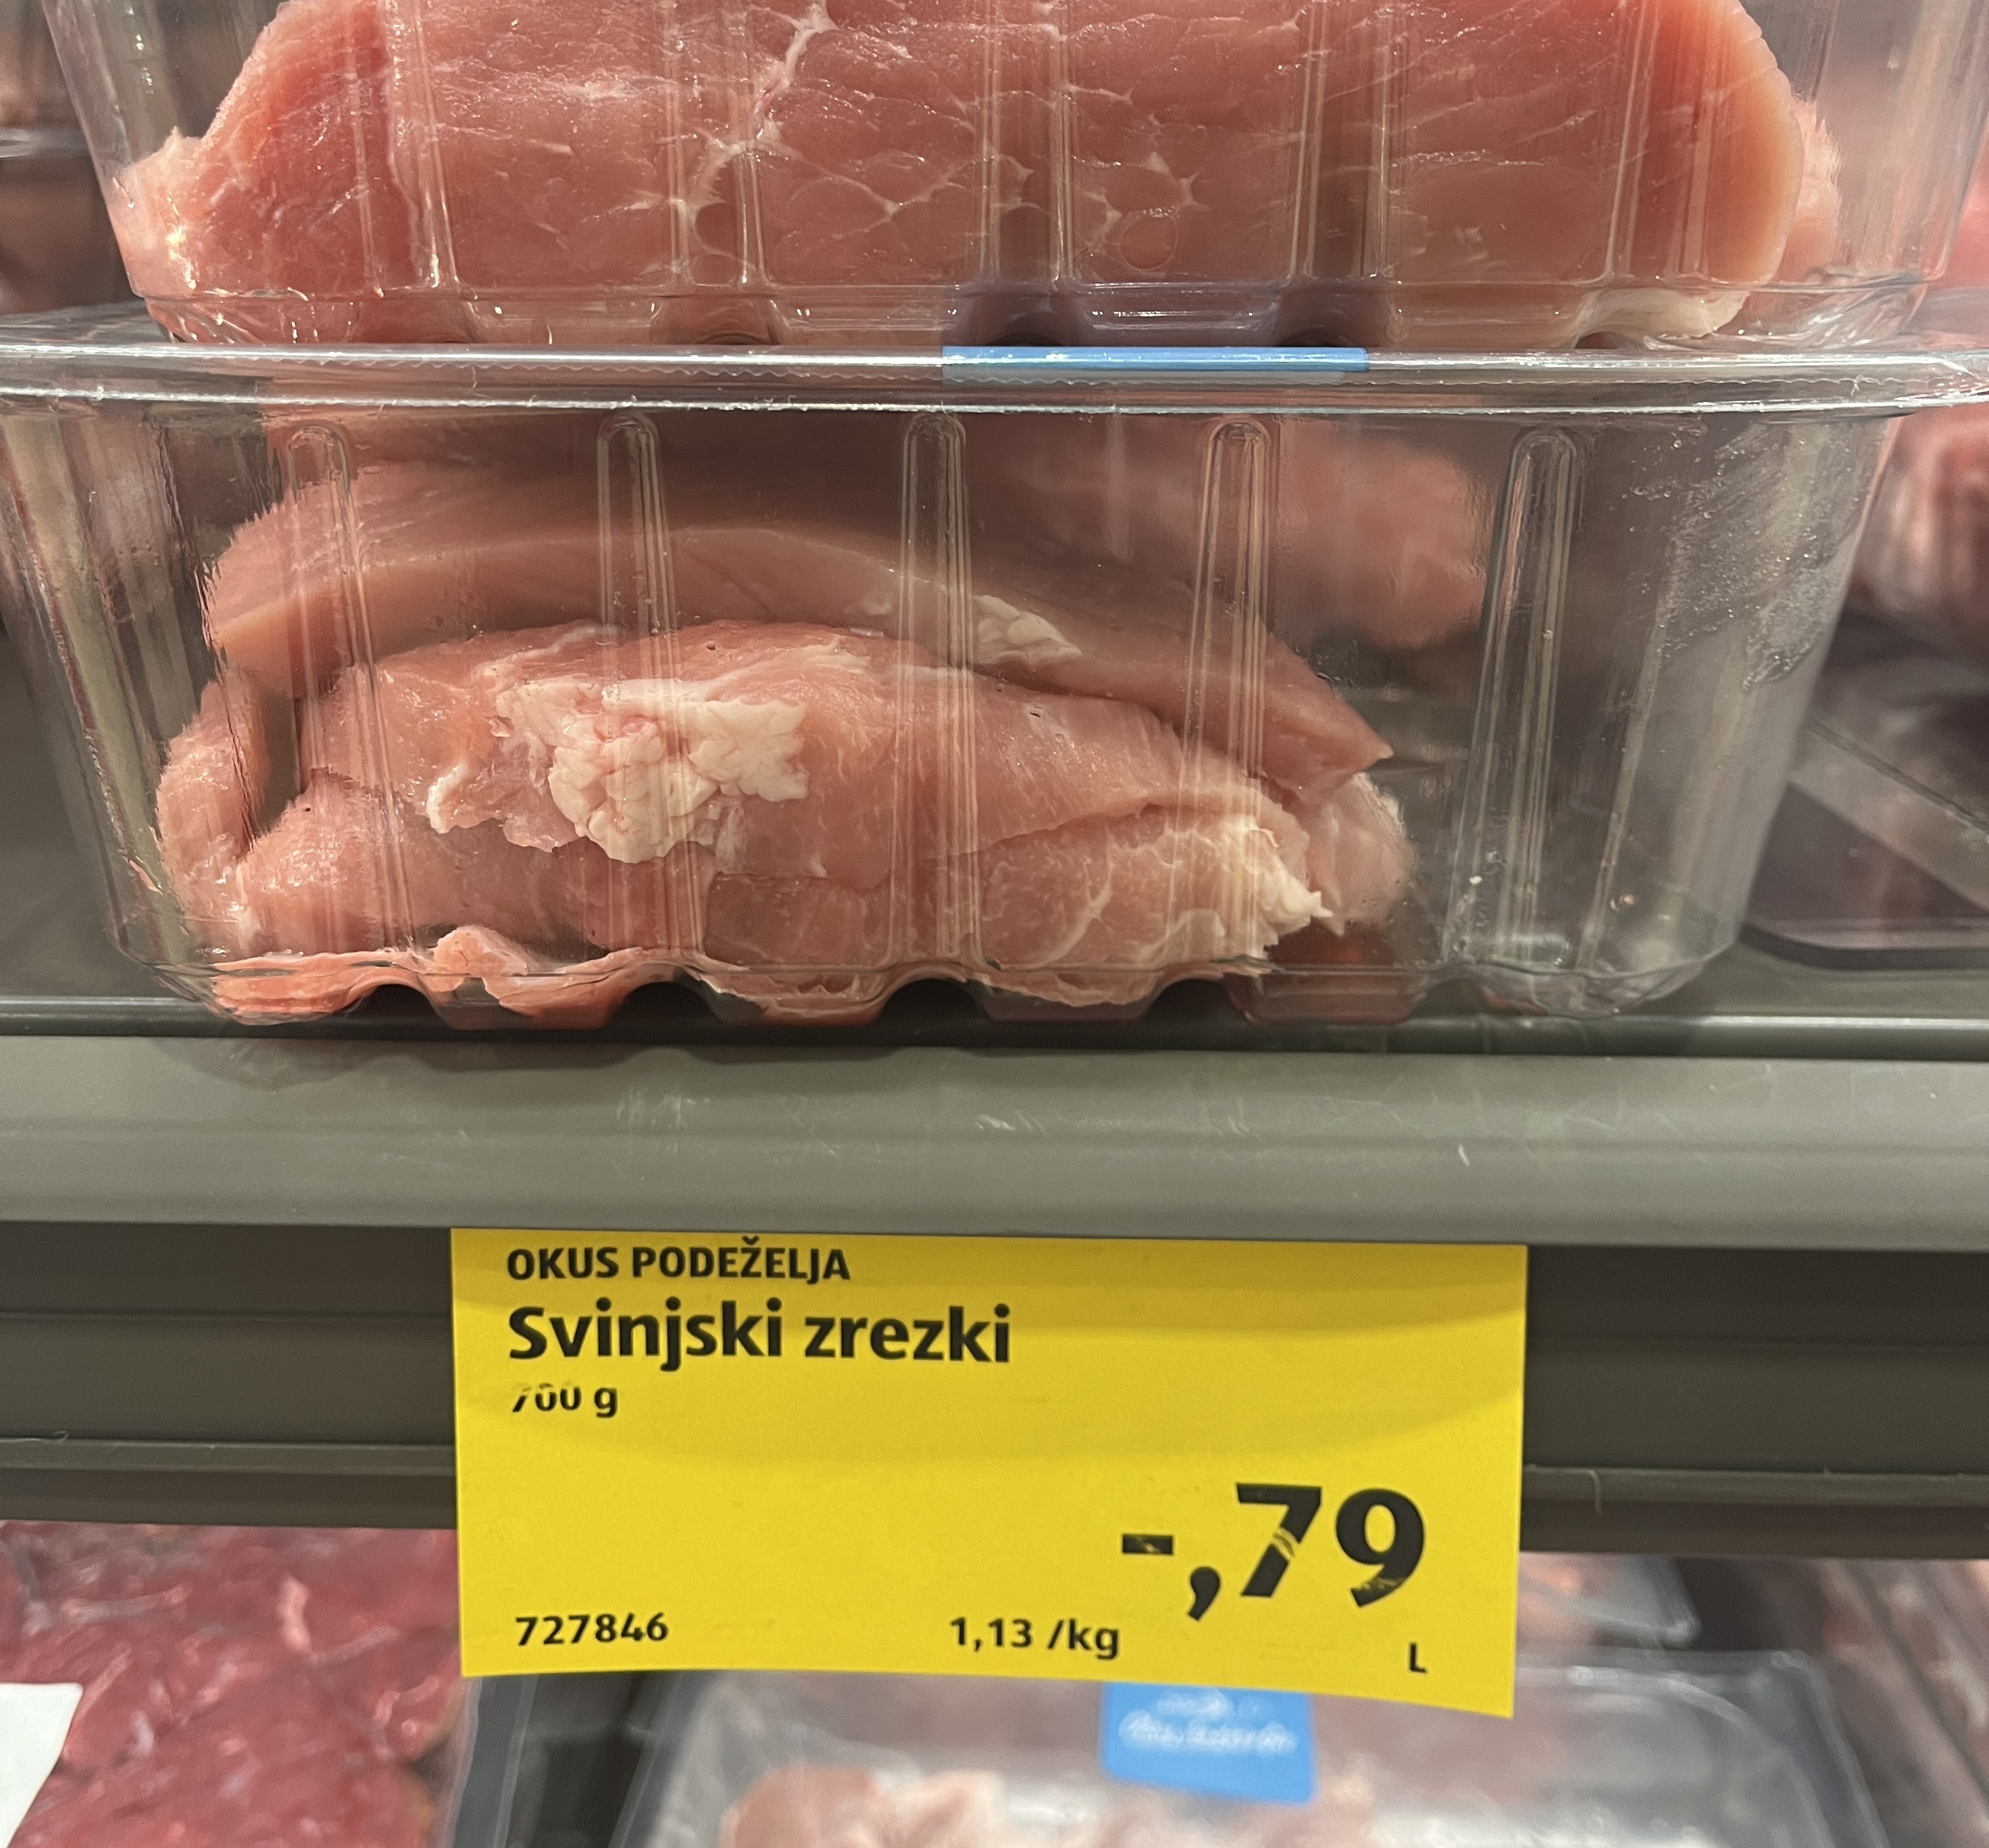 OKUS PODEŽELJA
Svinjski zrezki
700 g
-,79
727846 1,13 /kg
L